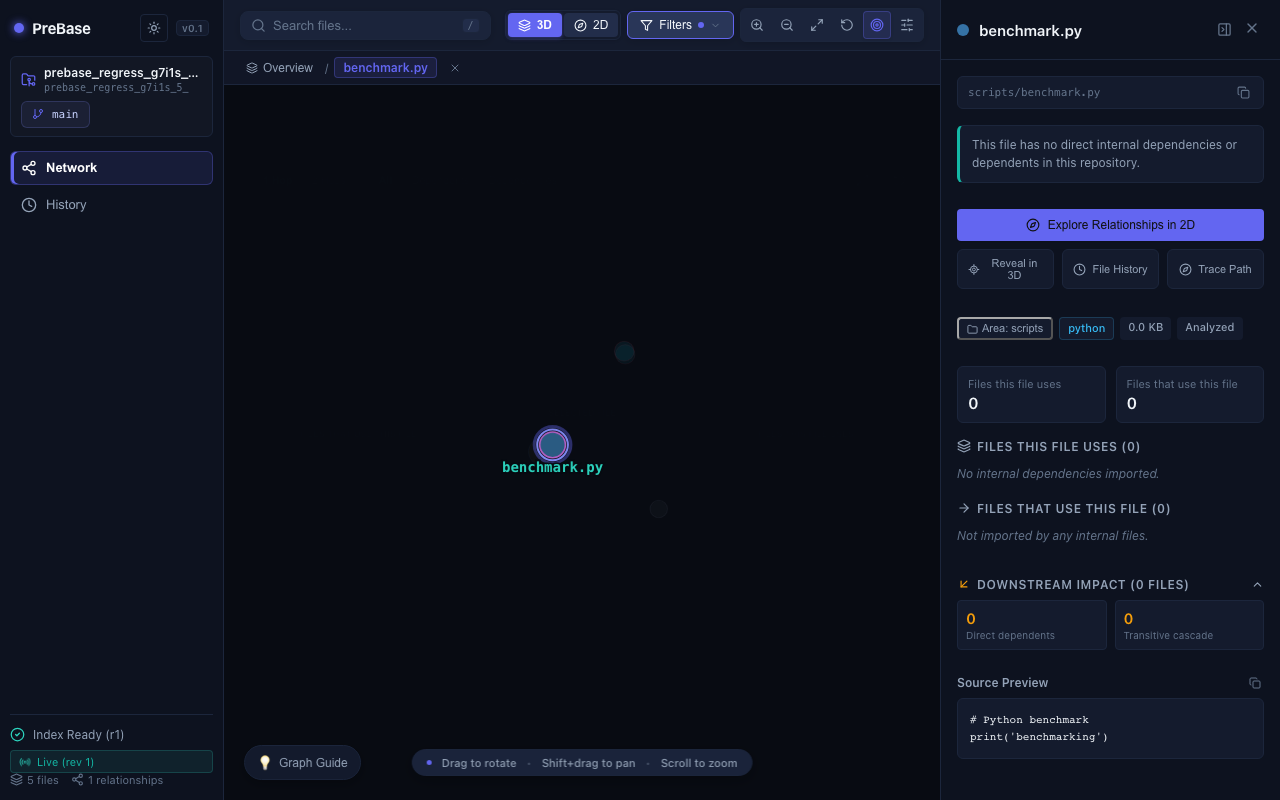 PreBase
v0.1
prebase_regress_g7i1s_...
prebase_regress_g7i1s_5_
main
Network
History
Index Ready (r1)
Live (rev 1)
5 files
1 relationships
Search files...
/
3D
2D
Filters
Overview / benchmark.py
benchmark.py
Graph Guide
Drag to rotate · Shift+drag to pan · Scroll to zoom
benchmark.py
scripts/benchmark.py
This file has no direct internal dependencies or
dependents in this repository.
Explore Relationships in 2D
Reveal in
3D
File History
Trace Path
Area: scripts
python
0.0 KB
Analyzed
Files this file uses
0
Files that use this file
0
FILES THIS FILE USES (0)
No internal dependencies imported.
FILES THAT USE THIS FILE (0)
Not imported by any internal files.
DOWNSTREAM IMPACT (0 FILES)
0
Direct dependents
0
Transitive cascade
Source Preview
# Python benchmark
print('benchmarking')